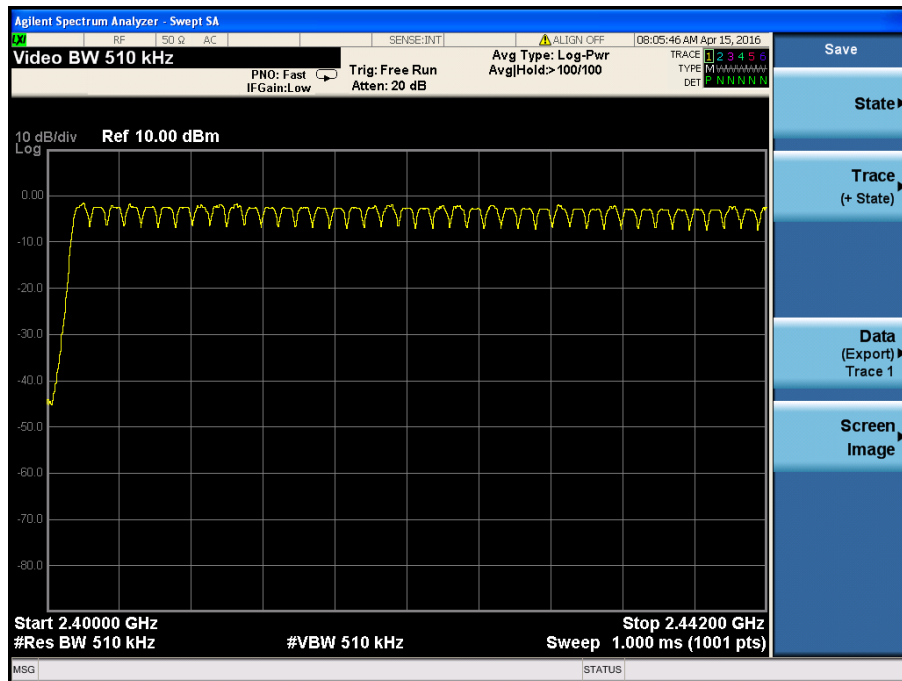 Agilent Spectrum Analyzer - Swept SA
LXI RF 50 Ω AC SENSE:INT ALIGN OFF 08:05:46 AM Apr 15, 2016
Video BW 510 kHz
PNO: Fast
IFGain:Low
Trig: Free Run
Atten: 20 dB
Avg Type: Log-Pwr
Avg|Hold:> 100/100
TRACE 1 2 3 4 5 6
TYPE M WWWWW
DET P N N N N N
10 dB/div Ref 10.00 dBm
Log
0.00
-10.0
-20.0
-30.0
-40.0
-50.0
-60.0
-70.0
-80.0
Start 2.40000 GHz Stop 2.44200 GHz
#Res BW 510 kHz #VBW 510 kHz Sweep 1.000 ms (1001 pts)
MSG STATUS
Save
State
Trace
(+ State)
Data
(Export)
Trace 1
Screen
Image